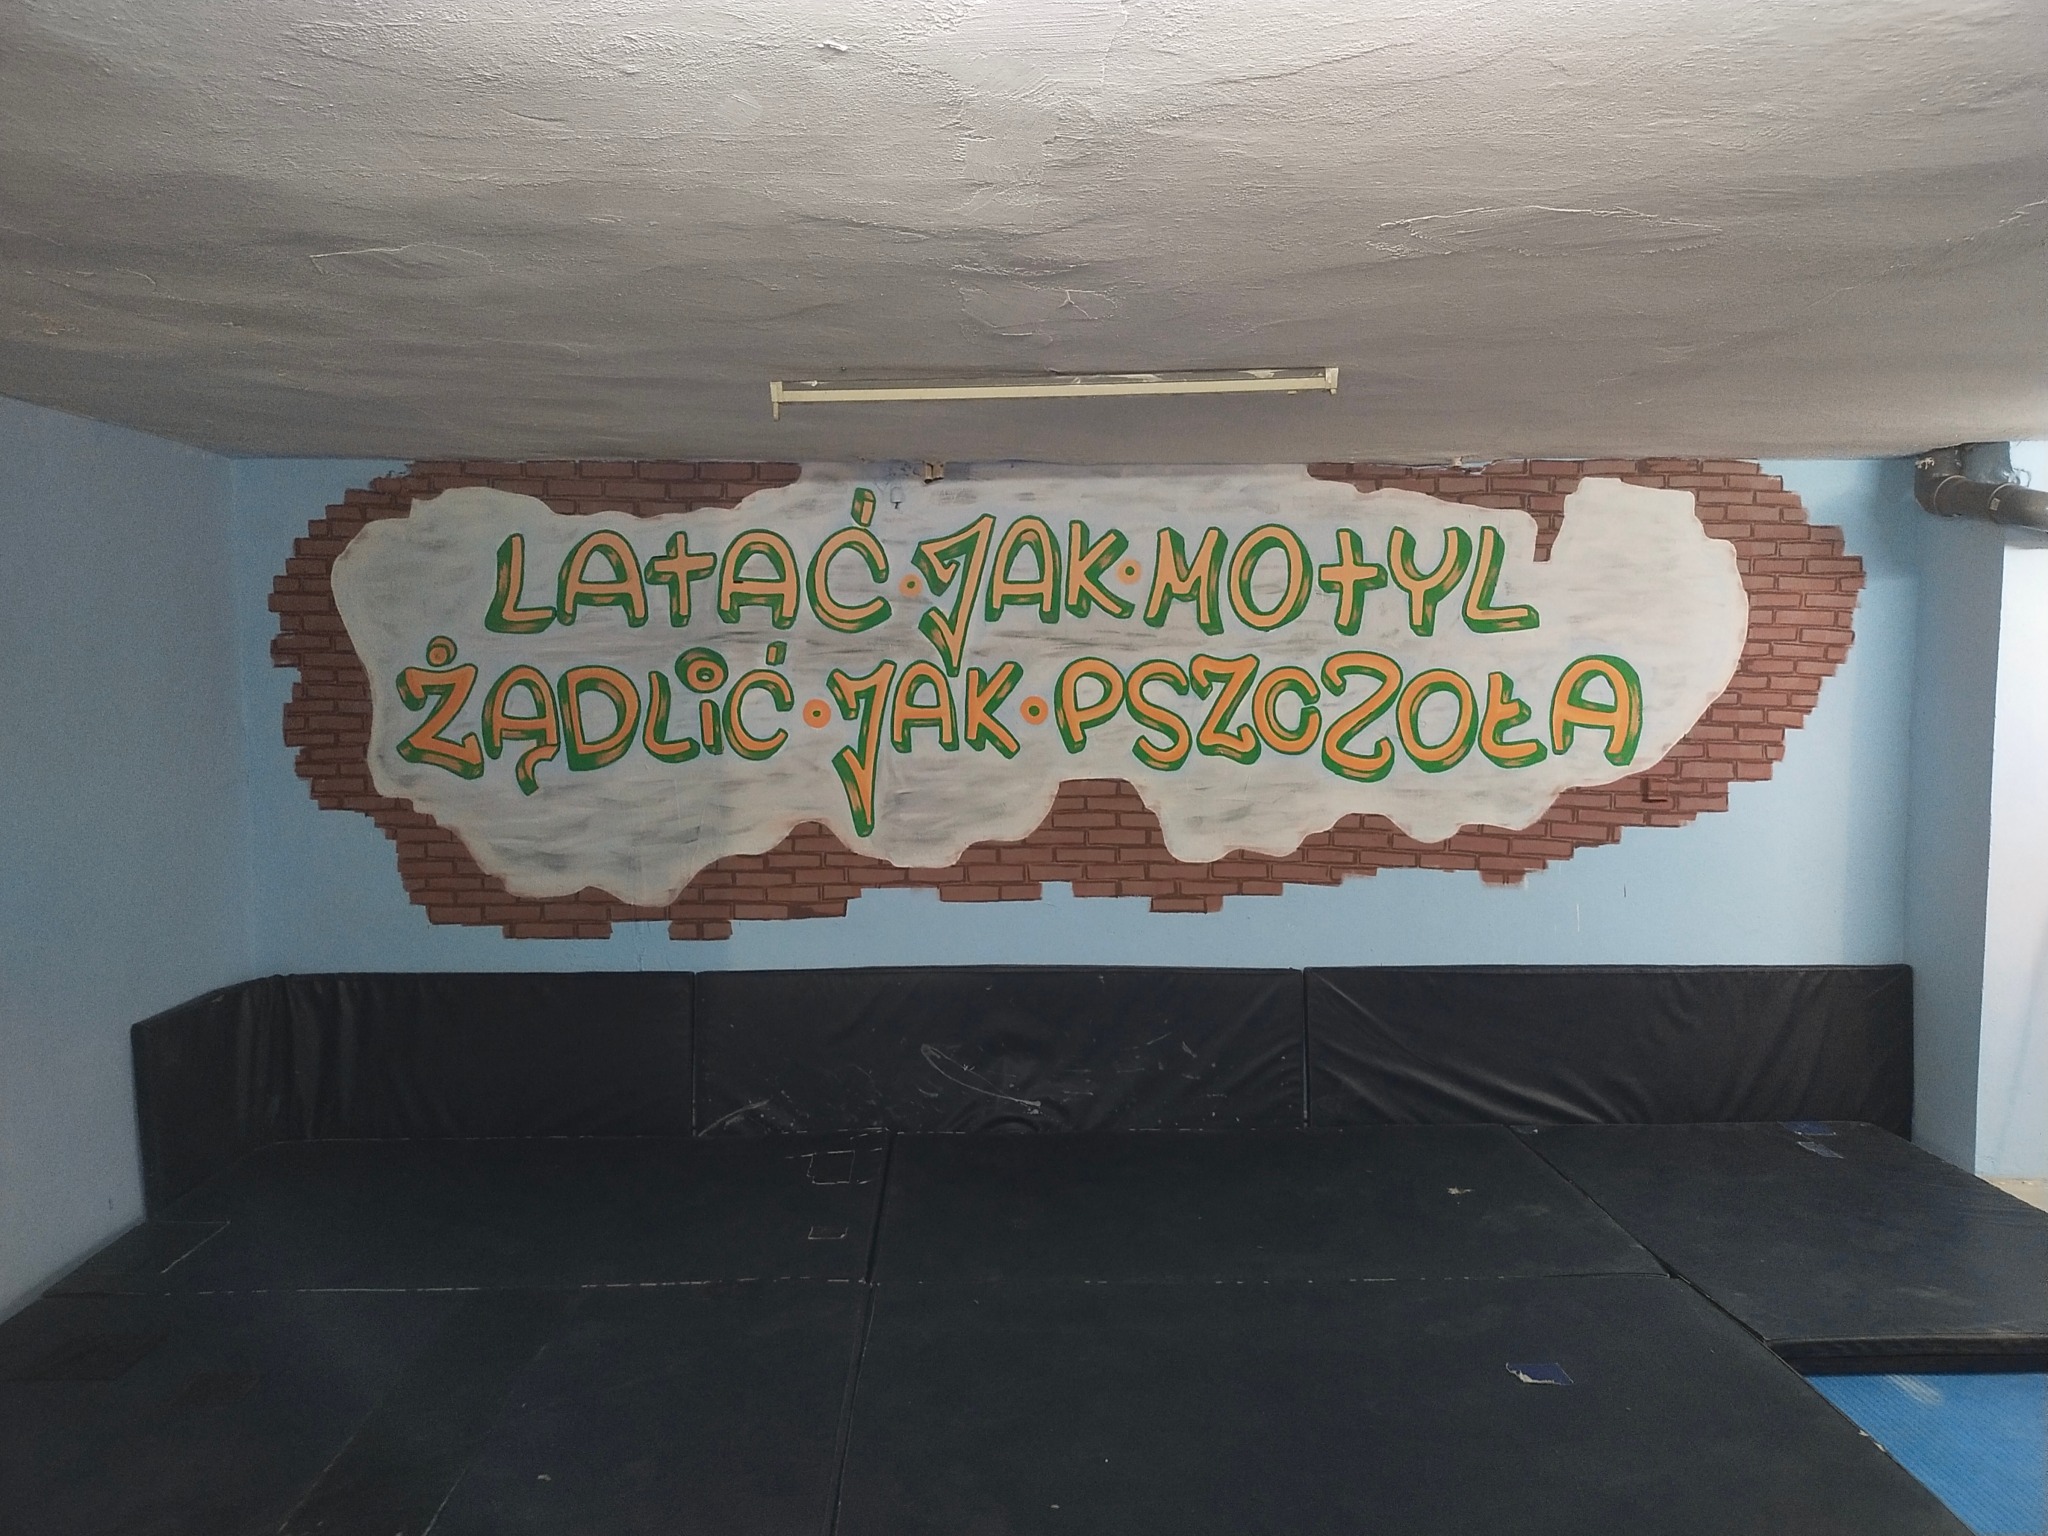 LATAĆ • JAK • MOTYL
ŻĄDLIĆ • JAK • PSZCZOŁA